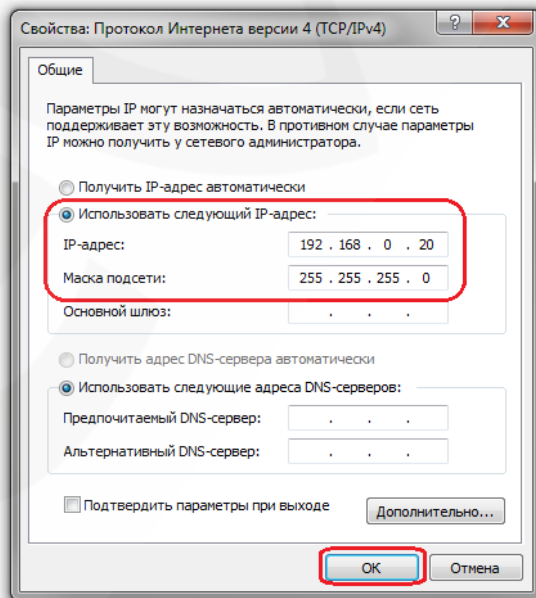 Свойства: Протокол Интернета версии 4 (TCP/IPv4)
Общие
Параметры IP могут назначаться автоматически, если сеть
поддерживает эту возможность. В противном случае параметры
IP можно получить у сетевого администратора.
Получить IP-адрес автоматически
Использовать следующий IP-адрес:
IP-адрес: 192 . 168 . 0 . 20
Маска подсети: 255 . 255 . 255 . 0
Основной шлюз: . . .
Получить адрес DNS-сервера автоматически
Использовать следующие адреса DNS-серверов:
Предпочитаемый DNS-сервер: . . .
Альтернативный DNS-сервер: . . .
Подтвердить параметры при выходе
Дополнительно...
ОК Отмена